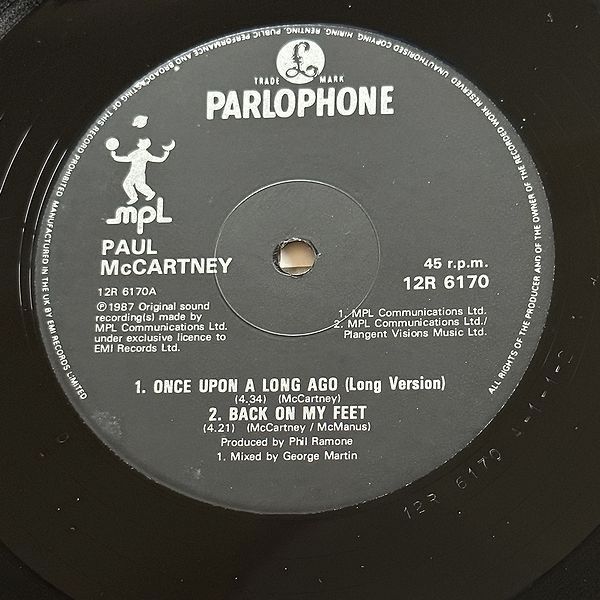 £
TRADE MARK
PARLOPHONE
mpL
PAUL
McCARTNEY
12R 6170A
Ⓟ1987 Original sound
recording(s) made by
MPL Communications Ltd.
under exclusive licence to
EMI Records Ltd.
45 r.p.m.
12R 6170
1. MPL Communications Ltd.
2. MPL Communications Ltd./
Plangent Visions Music Ltd.
1. ONCE UPON A LONG AGO (Long Version)
(4.34) (McCartney)
2. BACK ON MY FEET
(4.21) (McCartney / McManus)
Produced by Phil Ramone
1. Mixed by George Martin
ALL RIGHTS OF THE PRODUCER AND OF THE OWNER OF THE RECORDED WORK RESERVED. UNAUTHORISED COPYING, HIRING, RENTING, PUBLIC PERFORMANCE AND BROADCASTING OF THIS RECORD PROHIBITED. MANUFACTURED IN THE UK BY EMI RECORDS LIMITED
12R 6170